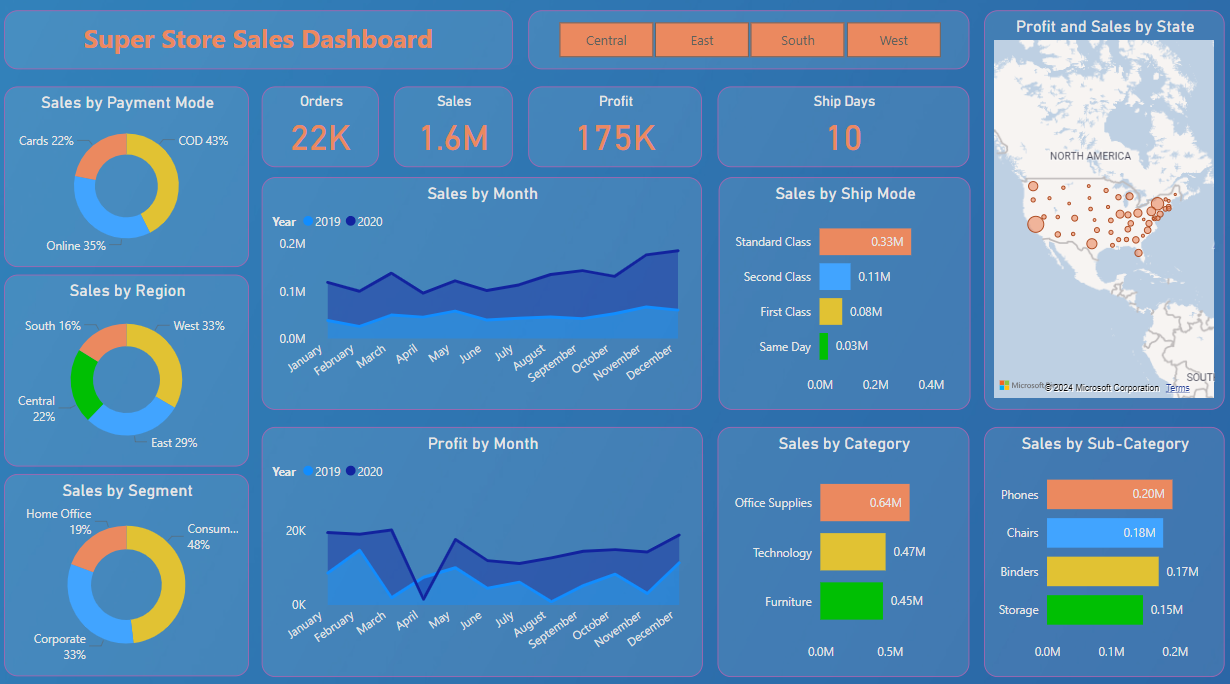 Super Store Sales Dashboard
Central East South West
Profit and Sales by State
NORTH AMERICA
SOUT
Microsoft
© 2024 Microsoft Corporation Terms
Sales by Payment Mode
Cards 22%
COD 43%
Online 35%
Orders
22K
Sales
1.6M
Profit
175K
Ship Days
10
Sales by Region
South 16%
West 33%
Central
22%
East 29%
Sales by Month
Year 2019 2020
0.2M
0.1M
0.0M
January February March April May June July August September October November December
Sales by Ship Mode
Standard Class 0.33M
Second Class 0.11M
First Class 0.08M
Same Day 0.03M
0.0M 0.2M 0.4M
Sales by Segment
Home Office
19%
Consum...
48%
Corporate
33%
Profit by Month
Year 2019 2020
20K
0K
January February March April May June July August September October November December
Sales by Category
Office Supplies 0.64M
Technology 0.47M
Furniture 0.45M
0.0M 0.5M
Sales by Sub-Category
Phones 0.20M
Chairs 0.18M
Binders 0.17M
Storage 0.15M
0.0M 0.1M 0.2M